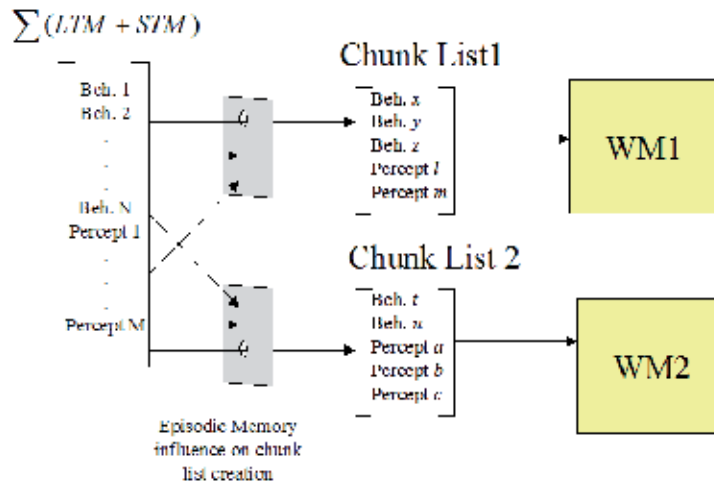 ∑(LTM + STM)
Beh. 1
Beh. 2
.
.
.
Beh. N
Percept 1
.
.
.
Percept M
Episodic Memory
influence on chunk
list creation
Chunk List1
Beh. x
Beh. y
Beh. z
Percept l
Percept m
WM1
Chunk List 2
Beh. t
Beh. u
Percept a
Percept b
Percept c
WM2